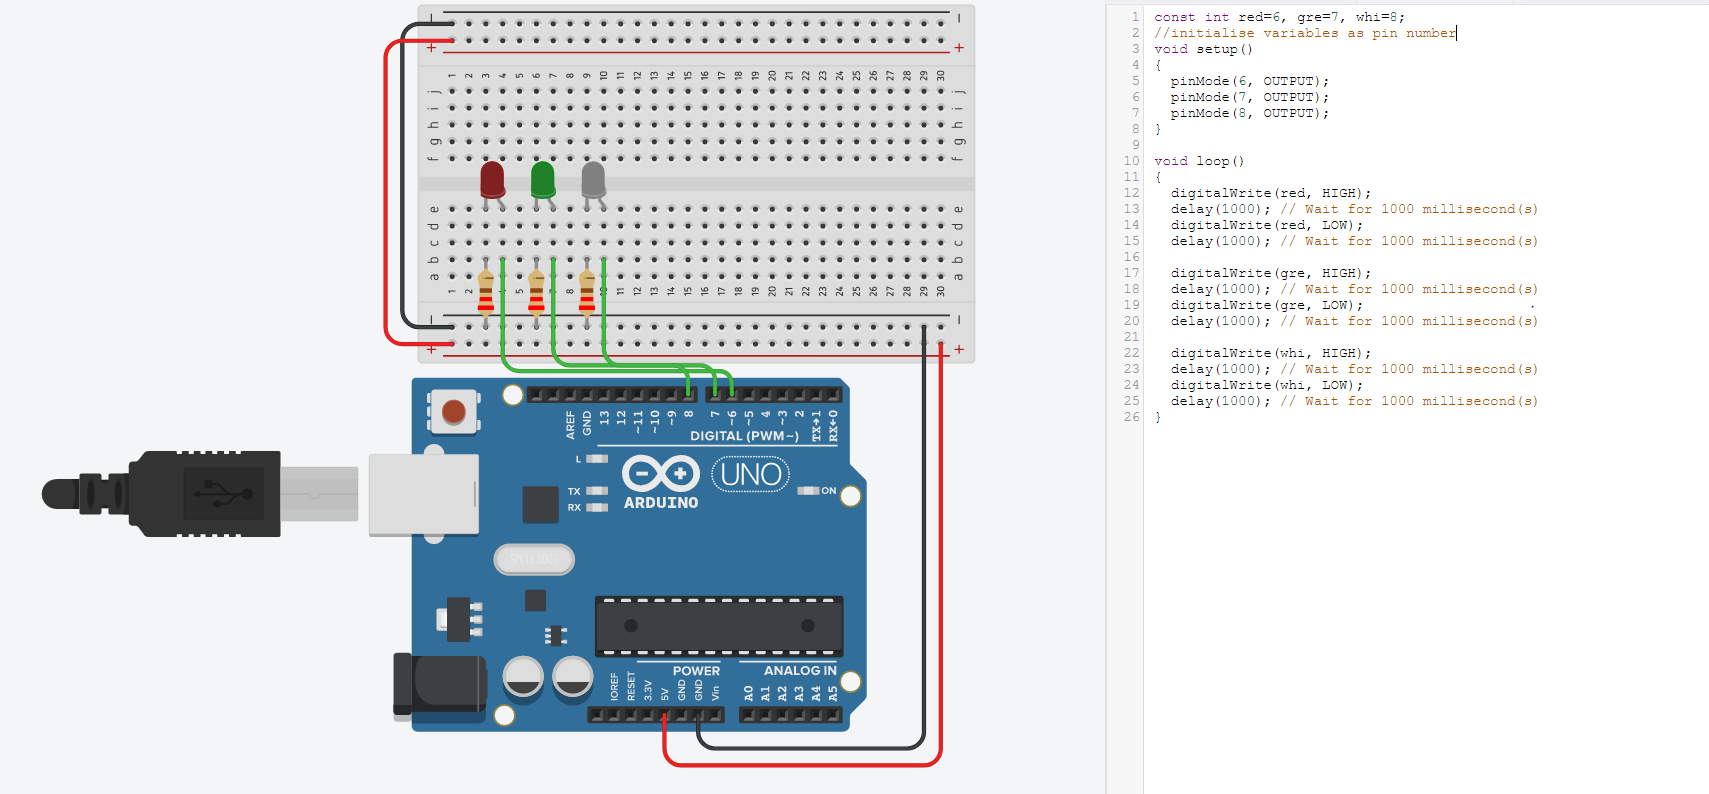 1 2 3 4 5 6 7 8 9 10 11 12 13 14 15 16 17 18 19 20 21 22 23 24 25 26 27 28 29 30
j j
i i
h h
g g
f f
e e
d d
c c
b b
a a
1 2 3 4 5 6 7 8 9 10 11 12 13 14 15 16 17 18 19 20 21 22 23 24 25 26 27 28 29 30
AREF GND 13 12 ~11 ~10 ~9 8 7 ~6 ~5 4 ~3 2 TX→1 RX←0
DIGITAL (PWM~)
L
TX
RX
UNO
ARDUINO
ON
POWER
ANALOG IN
IOREF RESET 3.3V 5V GND GND Vin A0 A1 A2 A3 A4 A5
1 const int red=6, gre=7, whi=8;
2 //initialise variables as pin number
3 void setup()
4 {
5 pinMode(6, OUTPUT);
6 pinMode(7, OUTPUT);
7 pinMode(8, OUTPUT);
8 }
9
10 void loop()
11 {
12 digitalWrite(red, HIGH);
13 delay(1000); // Wait for 1000 millisecond(s)
14 digitalWrite(red, LOW);
15 delay(1000); // Wait for 1000 millisecond(s)
16
17 digitalWrite(gre, HIGH);
18 delay(1000); // Wait for 1000 millisecond(s)
19 digitalWrite(gre, LOW);
20 delay(1000); // Wait for 1000 millisecond(s)
21
22 digitalWrite(whi, HIGH);
23 delay(1000); // Wait for 1000 millisecond(s)
24 digitalWrite(whi, LOW);
25 delay(1000); // Wait for 1000 millisecond(s)
26 }